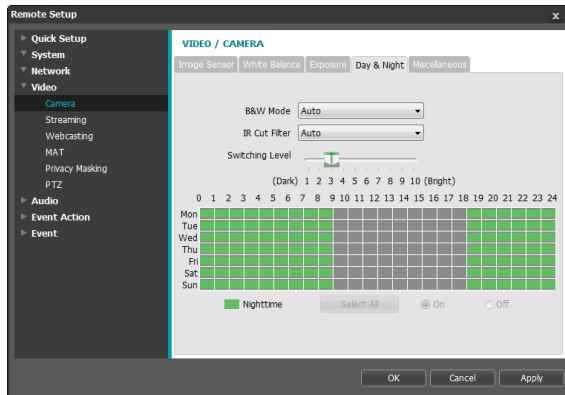 Remote Setup x
Quick Setup
System
Network
Video
Camera
Streaming
Webcasting
MAT
Privacy Masking
PTZ
Audio
Event Action
Event
VIDEO / CAMERA
Image Sensor White Balance Exposure Day & Night Miscellaneous
B&W Mode Auto
IR Cut Filter Auto
Switching Level
(Dark) 1 2 3 4 5 6 7 8 9 10 (Bright)
0 1 2 3 4 5 6 7 8 9 10 11 12 13 14 15 16 17 18 19 20 21 22 23 24
Mon
Tue
Wed
Thu
Fri
Sat
Sun
Nighttime Select All On Off
OK Cancel Apply